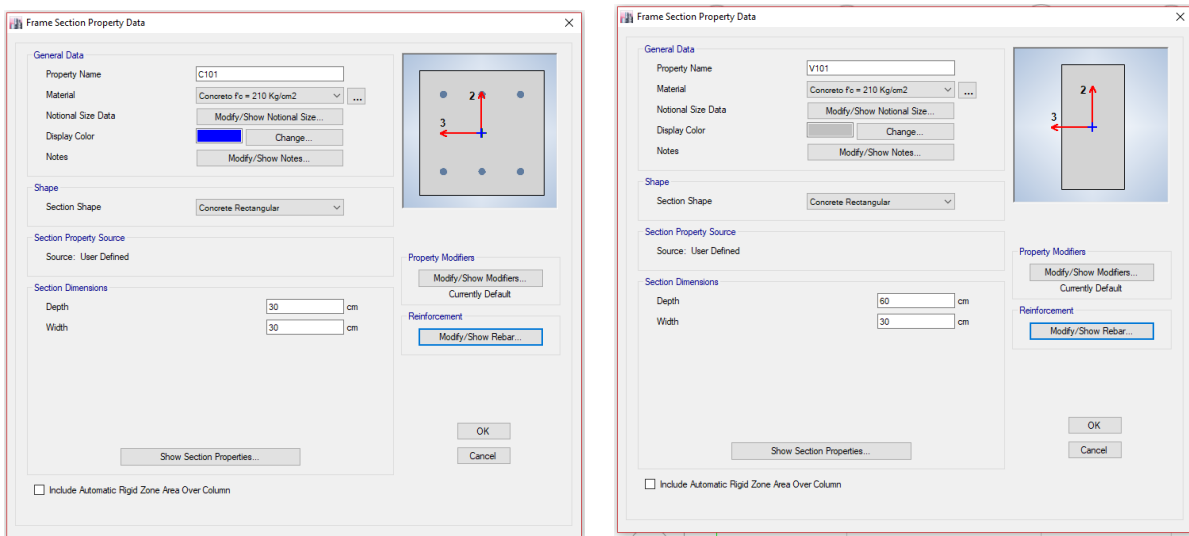 Frame Section Property Data
General Data
Property Name C101
Material Concreto f'c = 210 Kg/cm2 ...
Notional Size Data Modify/Show Notional Size...
Display Color Change...
Notes Modify/Show Notes...
2
3
Shape
Section Shape Concrete Rectangular
Section Property Source
Source: User Defined
Property Modifiers
Modify/Show Modifiers...
Currently Default
Section Dimensions
Depth 30 cm
Width 30 cm
Reinforcement
Modify/Show Rebar...
OK
Show Section Properties...
Cancel
Include Automatic Rigid Zone Area Over Column
Frame Section Property Data
General Data
Property Name V101
Material Concreto f'c = 210 Kg/cm2 ...
Notional Size Data Modify/Show Notional Size...
Display Color Change...
Notes Modify/Show Notes...
2
3
Shape
Section Shape Concrete Rectangular
Section Property Source
Source: User Defined
Property Modifiers
Modify/Show Modifiers...
Currently Default
Section Dimensions
Depth 60 cm
Width 30 cm
Reinforcement
Modify/Show Rebar...
OK
Show Section Properties...
Cancel
Include Automatic Rigid Zone Area Over Column